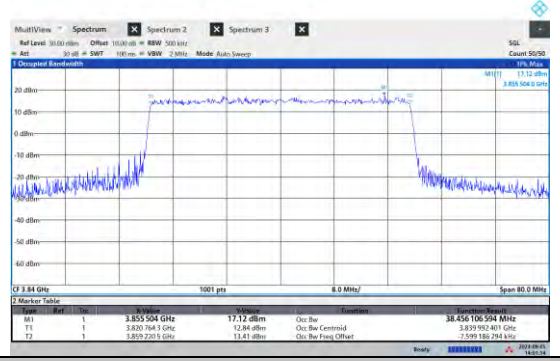 MultiView Spectrum X Spectrum 2 X Spectrum 3 X
Ref Level 30.00 dBm Offset 10.00 dB RBW 500 kHz SGL
Att 30 dB SWT 100 ms VBW 2 MHz Mode Auto Sweep Count 50/50
1 Occupied Bandwidth 1Pk Max
M1[1] 17.12 dBm
3.855 504 0 GHz
20 dBm
M1
T1
T2
10 dBm
0 dBm
-10 dBm
-20 dBm
-30 dBm
-40 dBm
-50 dBm
-60 dBm
CF 3.84 GHz 1001 pts 8.0 MHz/ Span 80.0 MHz
2 Marker Table
Type Ref Trc X-Value Y-Value Function Function Result
M1 1 3.855 504 GHz 17.12 dBm Occ Bw 38.456 106 594 MHz
T1 1 3.820 764 3 GHz 12.84 dBm Occ Bw Centroid 3.839 992 401 GHz
T2 1 3.859 220 5 GHz 13.41 dBm Occ Bw Freq Offset -7.599 186 294 kHz
Ready